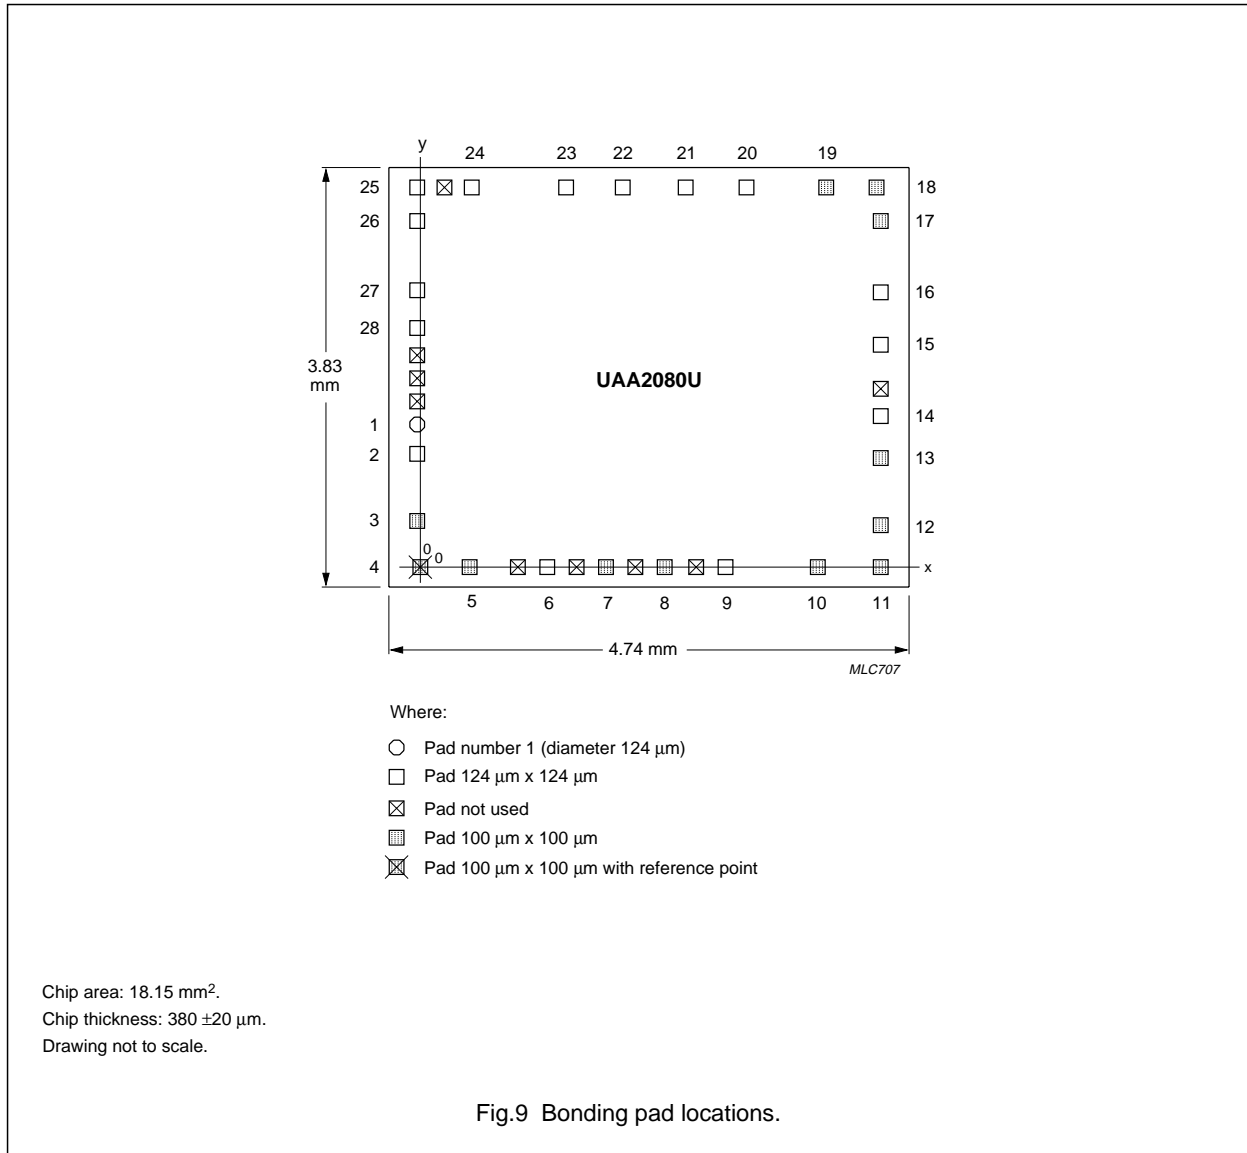 y
24 23 22 21 20 19
25 18
26 17
27 16
28 15
3.83
mm
UAA2080U
1 14
2 13
3 12
0
0
4 x
5 6 7 8 9 10 11
4.74 mm
MLC707
Where:
Pad number 1 (diameter 124 µm)
Pad 124 µm x 124 µm
Pad not used
Pad 100 µm x 100 µm
Pad 100 µm x 100 µm with reference point
Chip area: 18.15 mm².
Chip thickness: 380 ±20 µm.
Drawing not to scale.
Fig.9 Bonding pad locations.